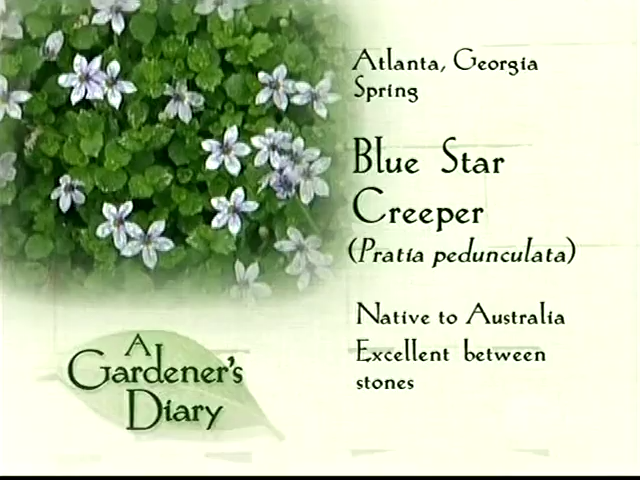 Atlanta, Georgia
Spring
Blue Star
Creeper
(Pratia pedunculata)
Native to Australia
Excellent between
stones
A
Gardener's
Diary